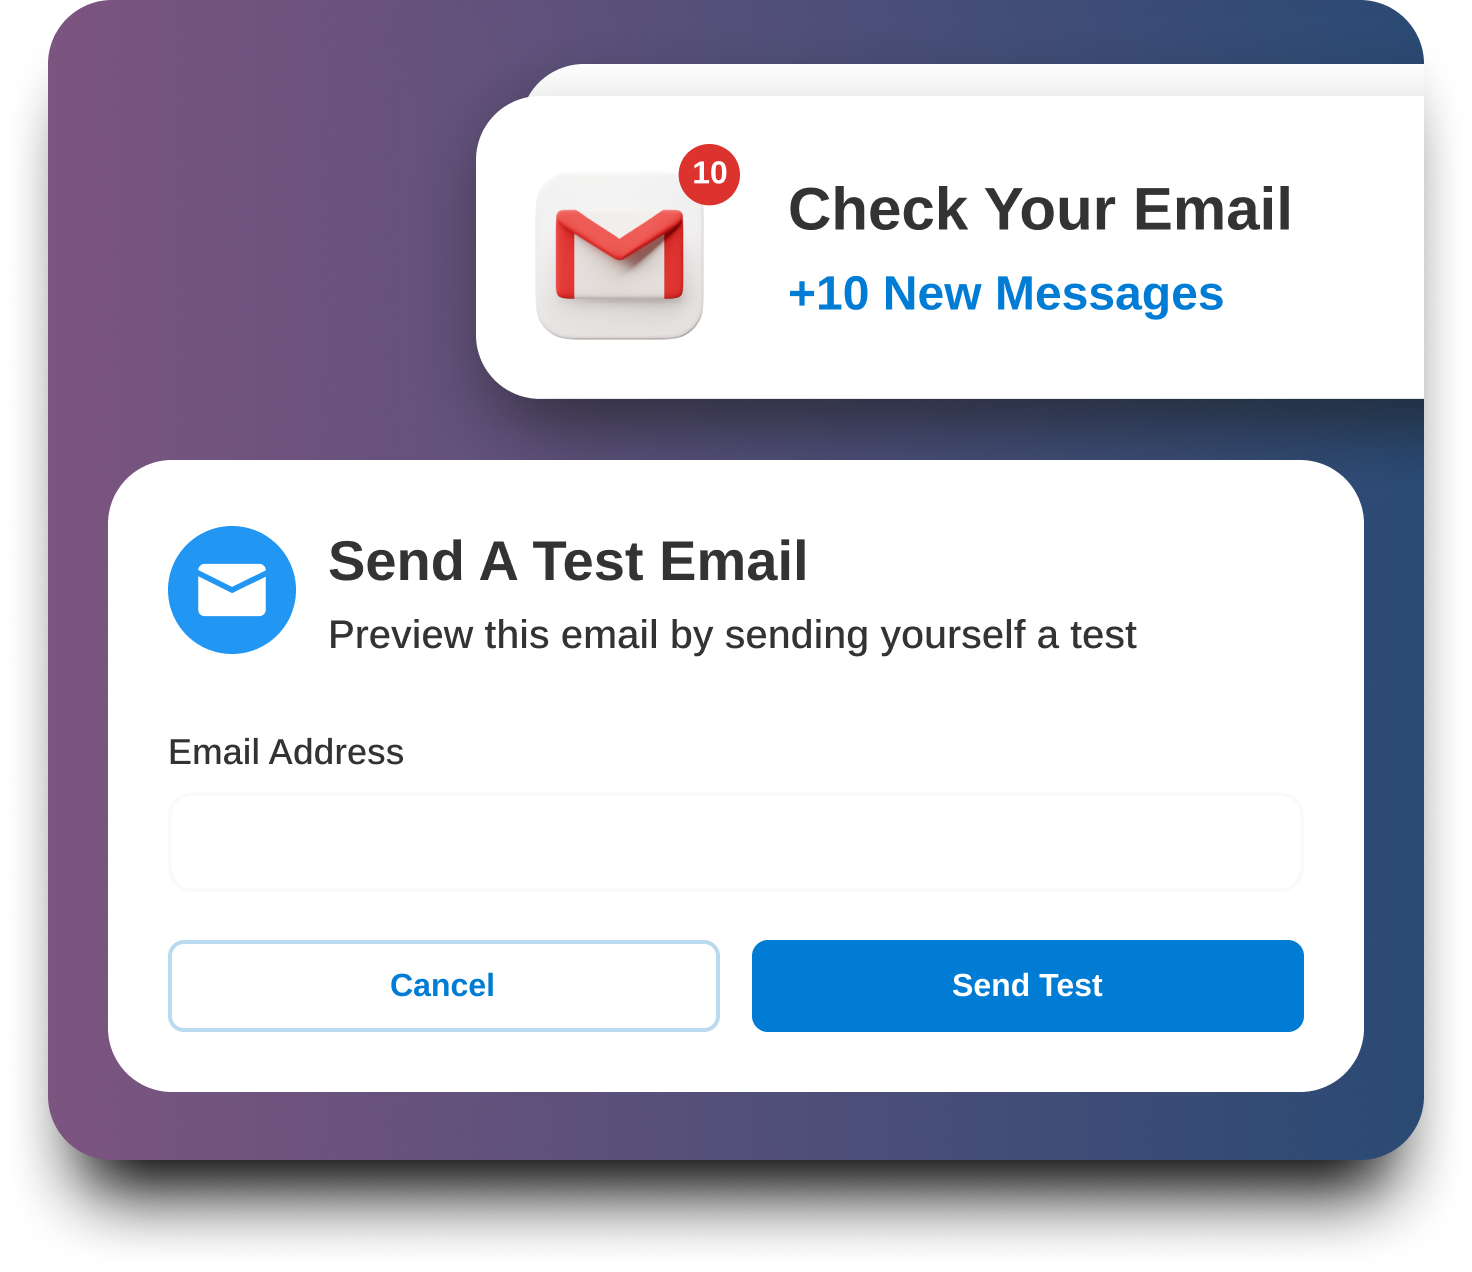 10
Check Your Email
+10 New Messages
Send A Test Email
Preview this email by sending yourself a test
Email Address
Cancel
Send Test